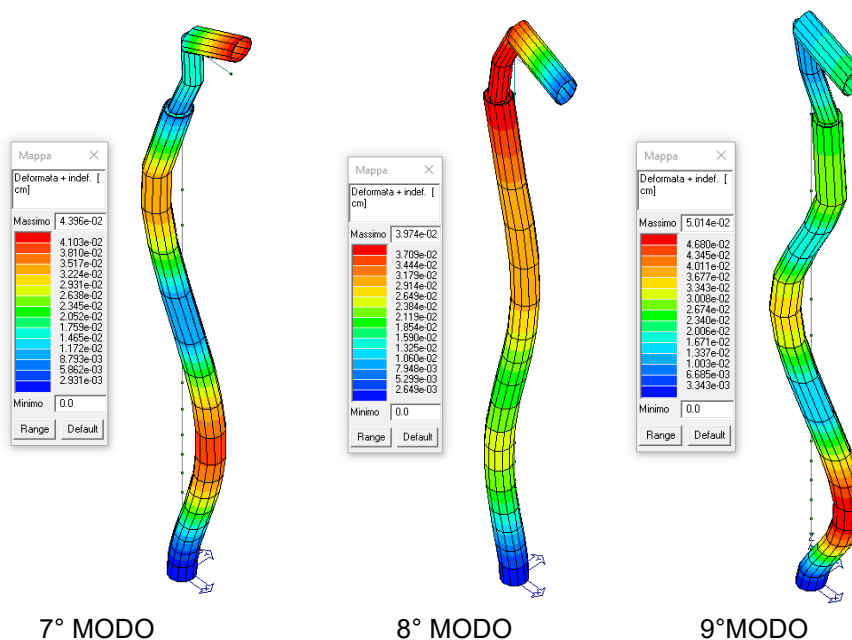 Mappa
Deformata + indef. [
cm]
Massimo 4.396e-02
4.103e-02
3.810e-02
3.517e-02
3.224e-02
2.931e-02
2.638e-02
2.345e-02
2.052e-02
1.759e-02
1.465e-02
1.172e-02
8.793e-03
5.862e-03
2.931e-03
Minimo 0.0
Range Default
7° MODO
Mappa
Deformata + indef. [
cm]
Massimo 3.974e-02
3.709e-02
3.444e-02
3.179e-02
2.914e-02
2.649e-02
2.384e-02
2.119e-02
1.854e-02
1.590e-02
1.325e-02
1.060e-02
7.948e-03
5.299e-03
2.649e-03
Minimo 0.0
Range Default
8° MODO
Mappa
Deformata + indef. [
cm]
Massimo 5.014e-02
4.680e-02
4.345e-02
4.011e-02
3.677e-02
3.343e-02
3.008e-02
2.674e-02
2.340e-02
2.006e-02
1.671e-02
1.337e-02
1.003e-02
6.685e-03
3.343e-03
Minimo 0.0
Range Default
9°MODO